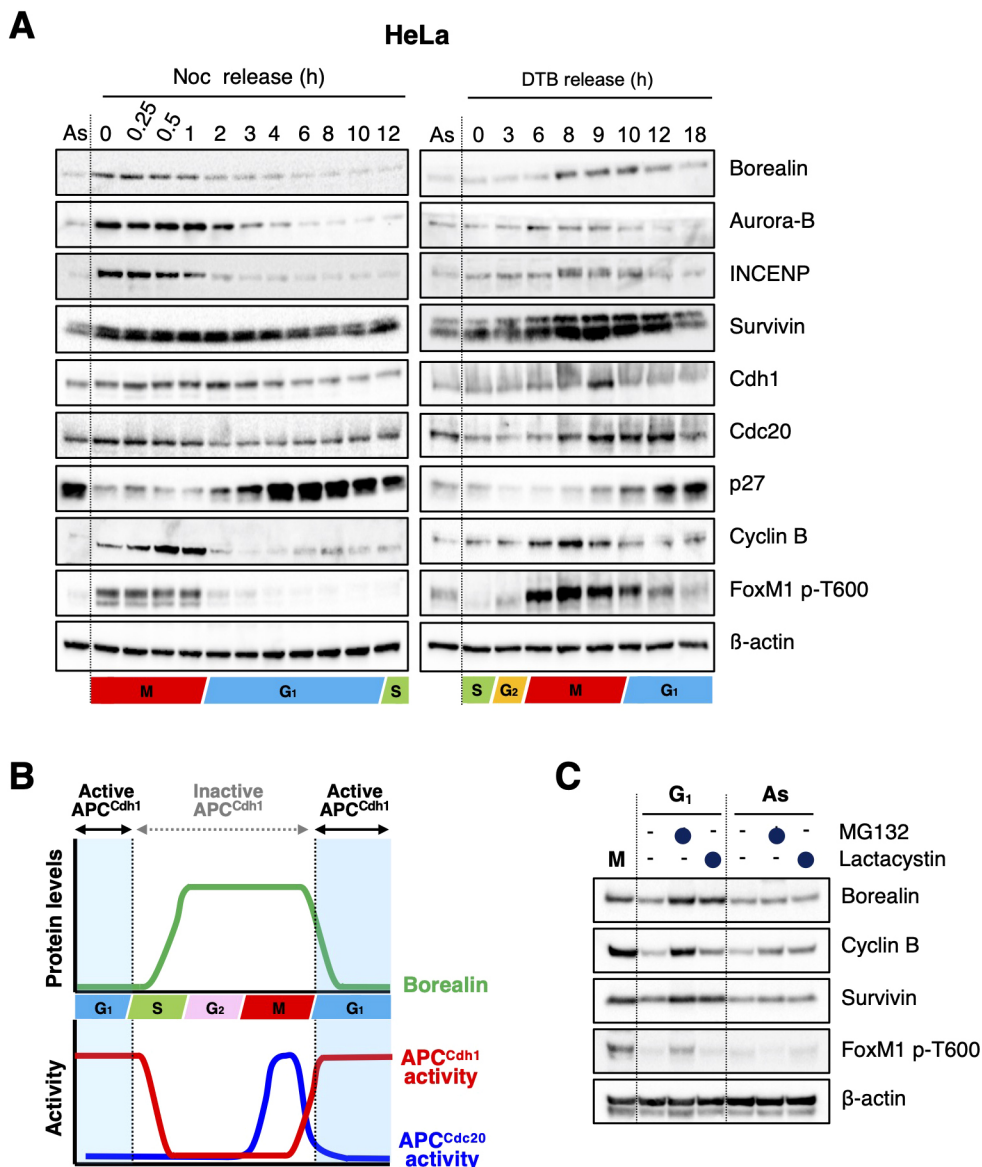 A
HeLa
Noc release (h)
DTB release (h)
As 0 0.25 0.5 1 2 3 4 6 8 10 12
As 0 3 6 8 9 10 12 18
Borealin
Aurora-B
INCENP
Survivin
Cdh1
Cdc20
p27
Cyclin B
FoxM1 p-T600
ß-actin
M G1 S
S G2 M G1
B
Active APCCdh1
Inactive APCCdh1
Active APCCdh1
Protein levels
Borealin
G1 S G2 M G1
Activity
APCCdh1 activity
APCCdc20 activity
C
G1 As
- - - - MG132
M - - - - Lactacystin
Borealin
Cyclin B
Survivin
FoxM1 p-T600
β-actin